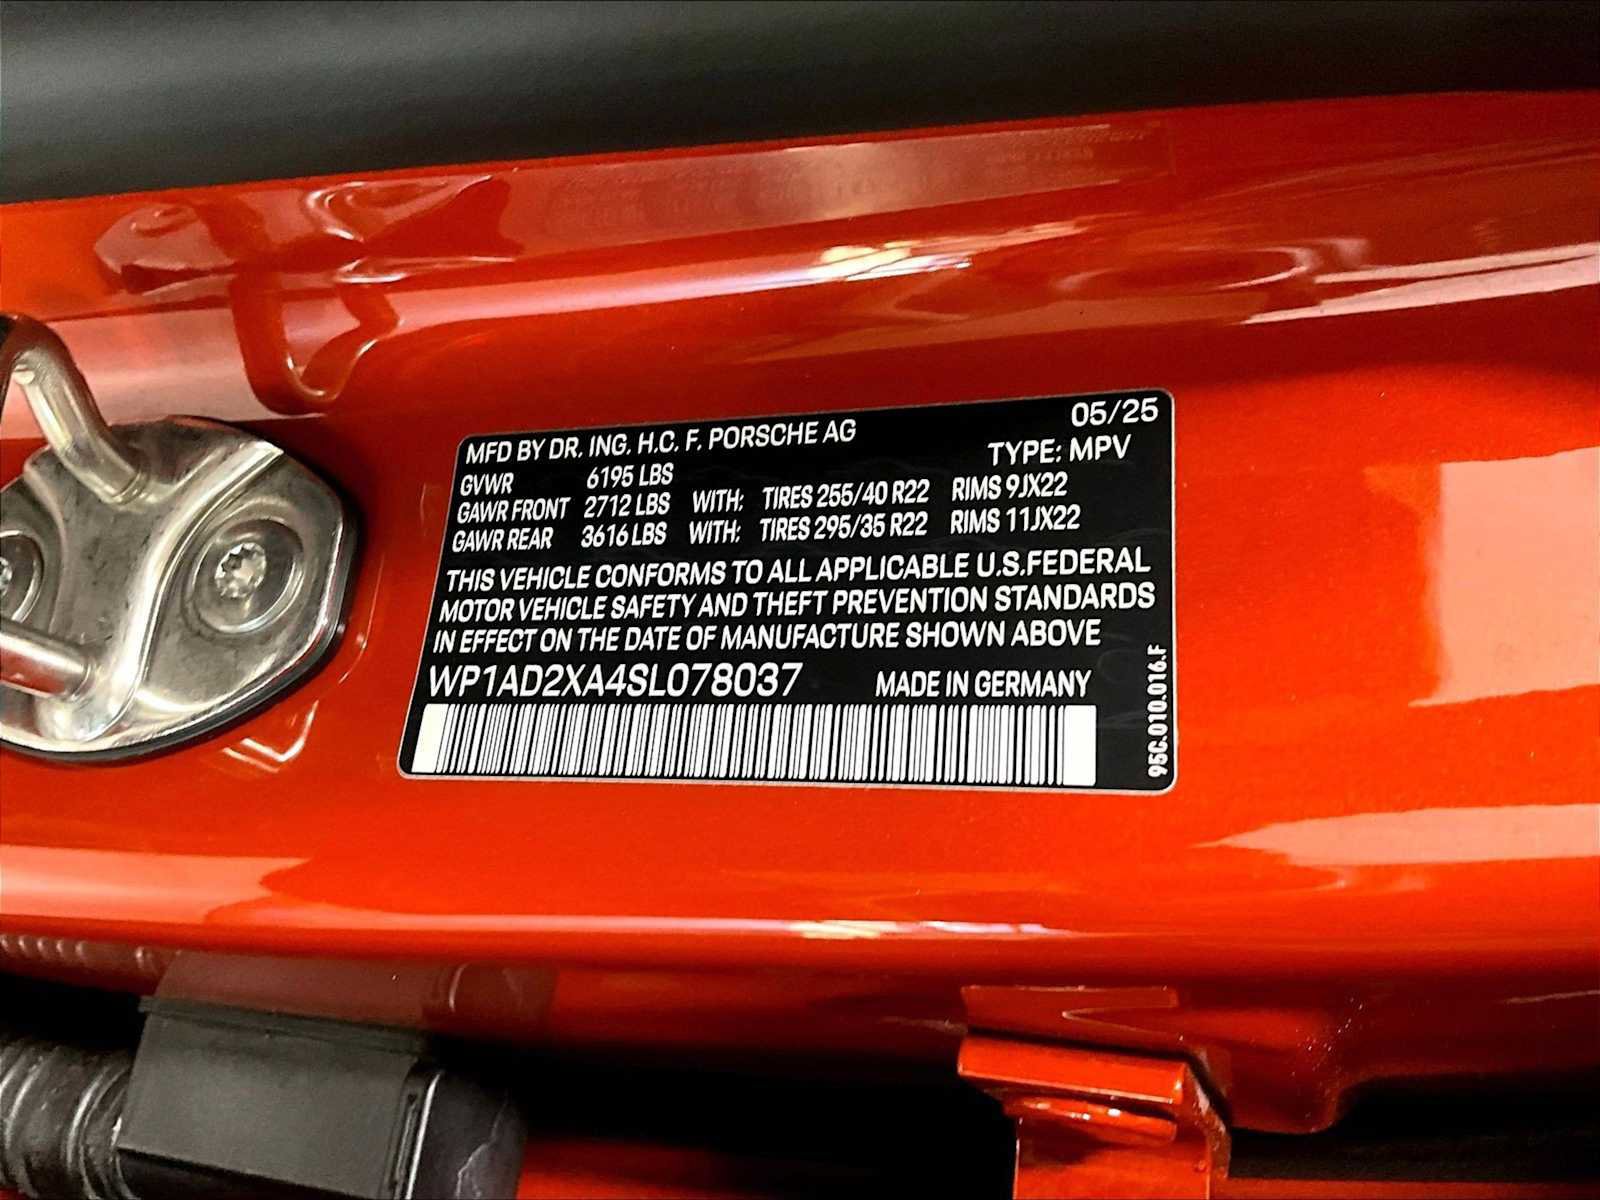 05/25
MFD BY DR. ING. H.C. F. PORSCHE AG
TYPE: MPV
GVWR 6195 LBS
GAWR FRONT 2712 LBS WITH: TIRES 255/40 R22 RIMS 9JX22
GAWR REAR 3616 LBS WITH: TIRES 295/35 R22 RIMS 11JX22
THIS VEHICLE CONFORMS TO ALL APPLICABLE U.S.FEDERAL
MOTOR VEHICLE SAFETY AND THEFT PREVENTION STANDARDS
IN EFFECT ON THE DATE OF MANUFACTURE SHOWN ABOVE
WP1AD2XA4SL078037 MADE IN GERMANY
95C.010.016.F